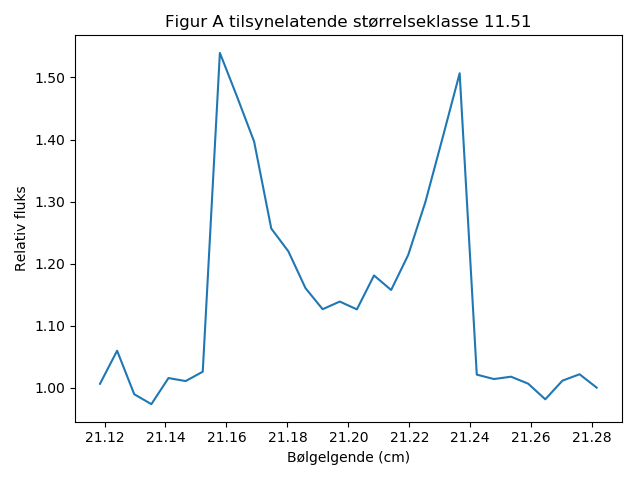 Figur A tilsynelatende størrelseklasse 11.51
Relativ fluks
1.50
1.40
1.30
1.20
1.10
1.00
21.12 21.14 21.16 21.18 21.20 21.22 21.24 21.26 21.28
Bølgelgende (cm)